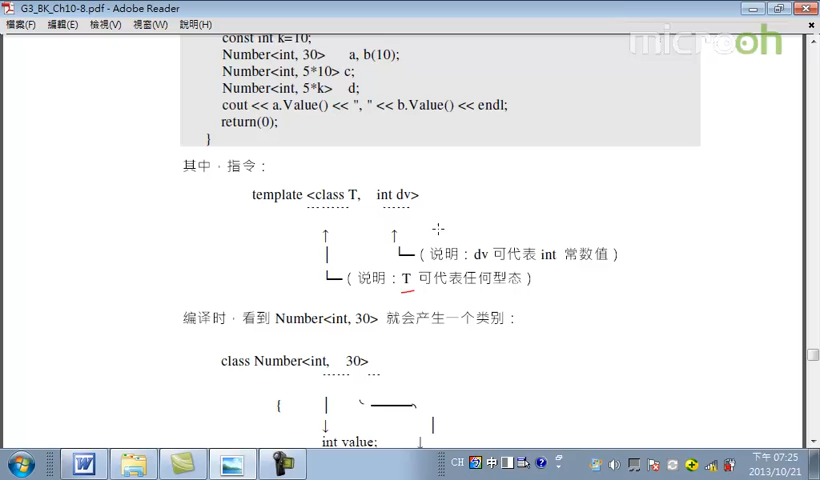 G3_BK_Ch10-8.pdf - Adobe Reader
檔案(F) 編輯(E) 檢視(V) 視窗(W) 說明(H)
microoh
const int k=10;
Number<int, 30> a, b(10);
Number<int, 5*10> c;
Number<int, 5*k> d;
cout << a.Value() << ", " << b.Value() << endl;
return(0);
}
其中，指令：
template <class T, int dv>
（说明：dv 可代表 int 常数值）
（说明：T 可代表任何型态）
编译时，看到 Number<int, 30> 就会产生一个类别：
class Number<int, 30>
{
int value;
CH 中
下午 07:25
2013/10/21